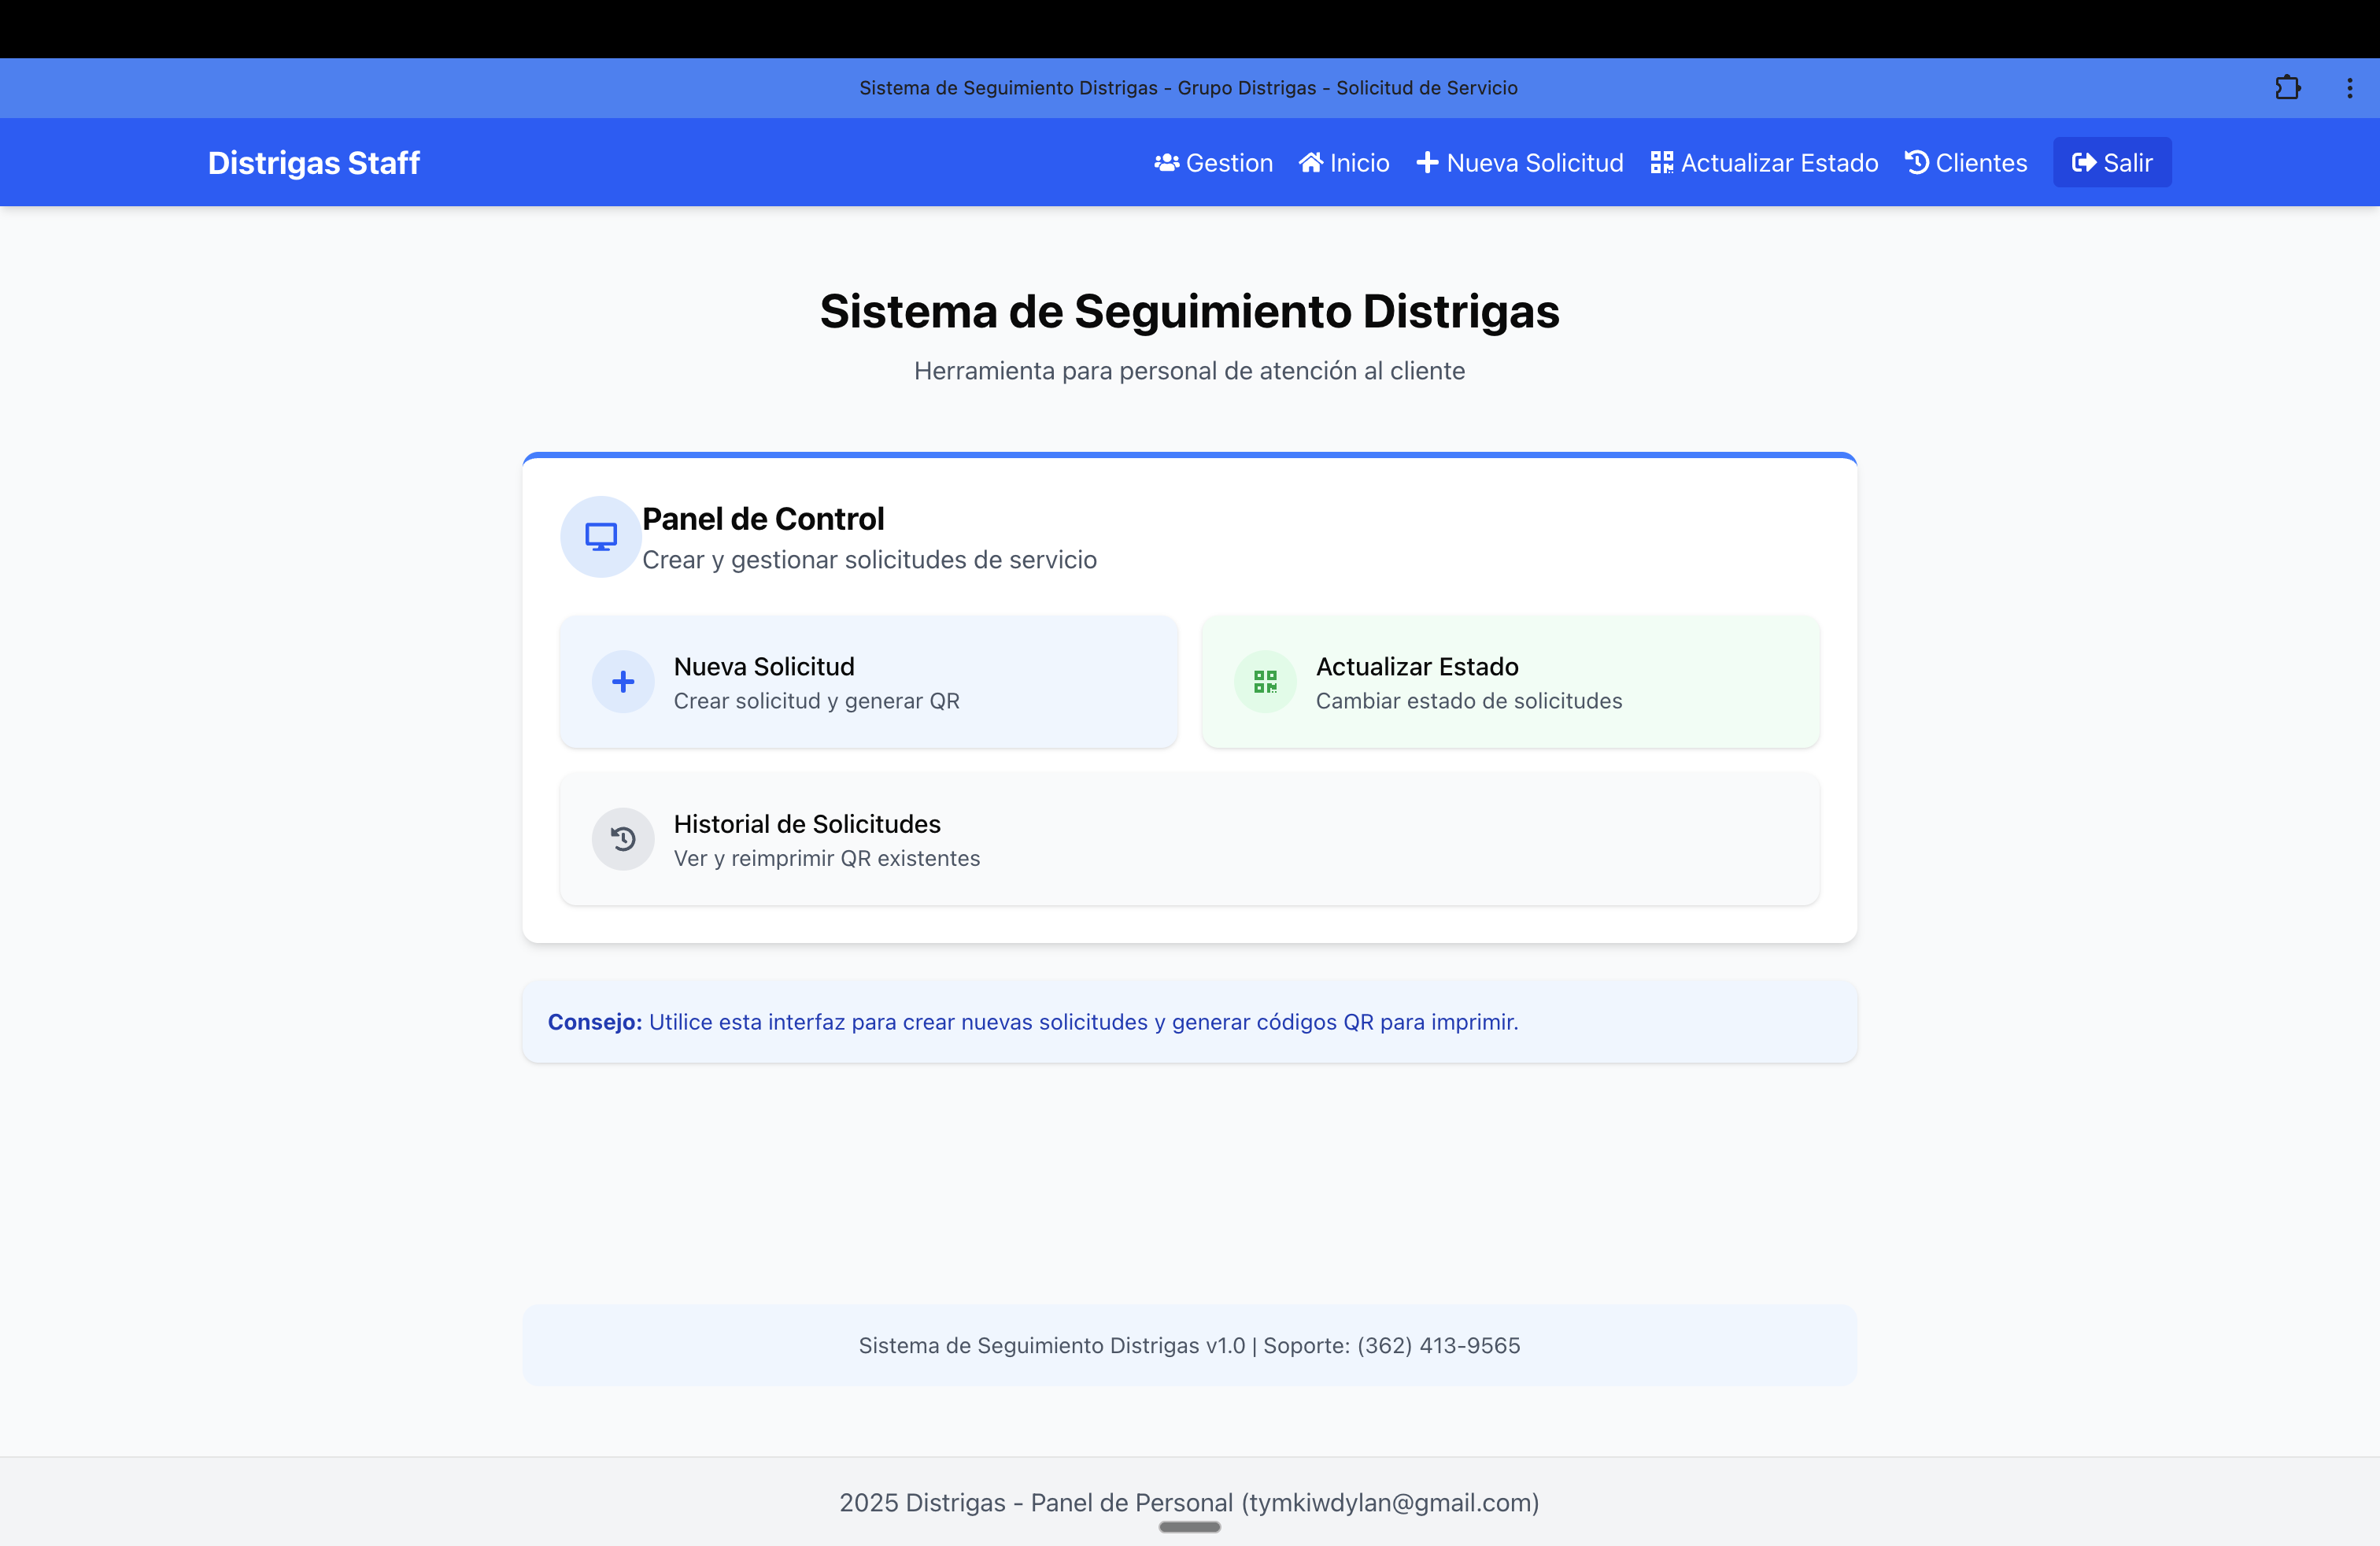 Sistema de Seguimiento Distrigas - Grupo Distrigas - Solicitud de Servicio
Distrigas Staff
Gestion
Inicio
Nueva Solicitud
Actualizar Estado
Clientes
Salir
Sistema de Seguimiento Distrigas
Herramienta para personal de atención al cliente
Panel de Control
Crear y gestionar solicitudes de servicio
Nueva Solicitud
Crear solicitud y generar QR
Actualizar Estado
Cambiar estado de solicitudes
Historial de Solicitudes
Ver y reimprimir QR existentes
Consejo: Utilice esta interfaz para crear nuevas solicitudes y generar códigos QR para imprimir.
Sistema de Seguimiento Distrigas v1.0 | Soporte: (362) 413-9565
2025 Distrigas - Panel de Personal (tymkiwdylan@gmail.com)